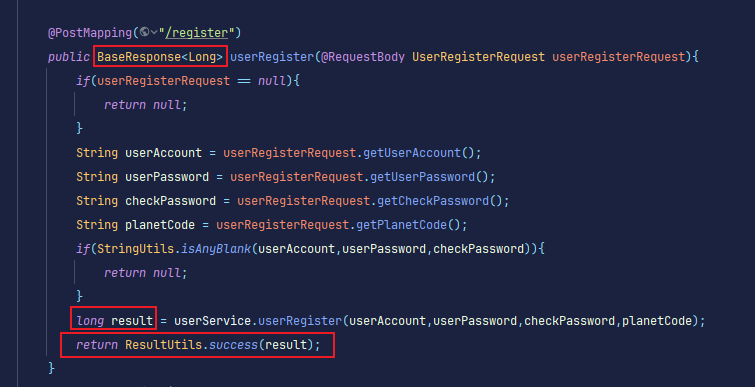 @PostMapping("/register")
public BaseResponse<Long> userRegister(@RequestBody UserRegisterRequest userRegisterRequest){
if(userRegisterRequest == null){
return null;
}
String userAccount = userRegisterRequest.getUserAccount();
String userPassword = userRegisterRequest.getUserPassword();
String checkPassword = userRegisterRequest.getCheckPassword();
String planetCode = userRegisterRequest.getPlanetCode();
if(StringUtils.isAnyBlank(userAccount,userPassword,checkPassword)){
return null;
}
long result = userService.userRegister(userAccount,userPassword,checkPassword,planetCode);
return ResultUtils.success(result);
}